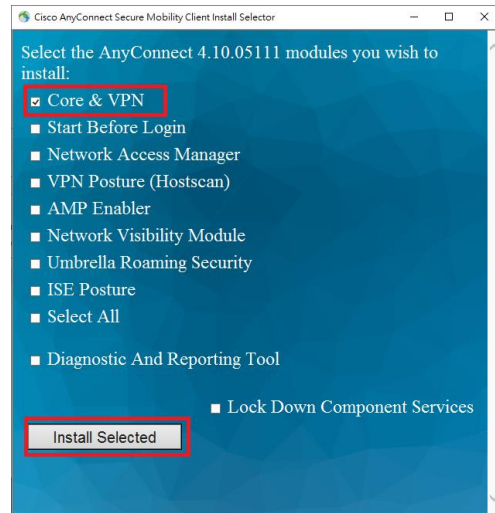 Cisco AnyConnect Secure Mobility Client Install Selector
Select the AnyConnect 4.10.05111 modules you wish to
install:
Core & VPN
Start Before Login
Network Access Manager
VPN Posture (Hostscan)
AMP Enabler
Network Visibility Module
Umbrella Roaming Security
ISE Posture
Select All
Diagnostic And Reporting Tool
Lock Down Component Services
Install Selected